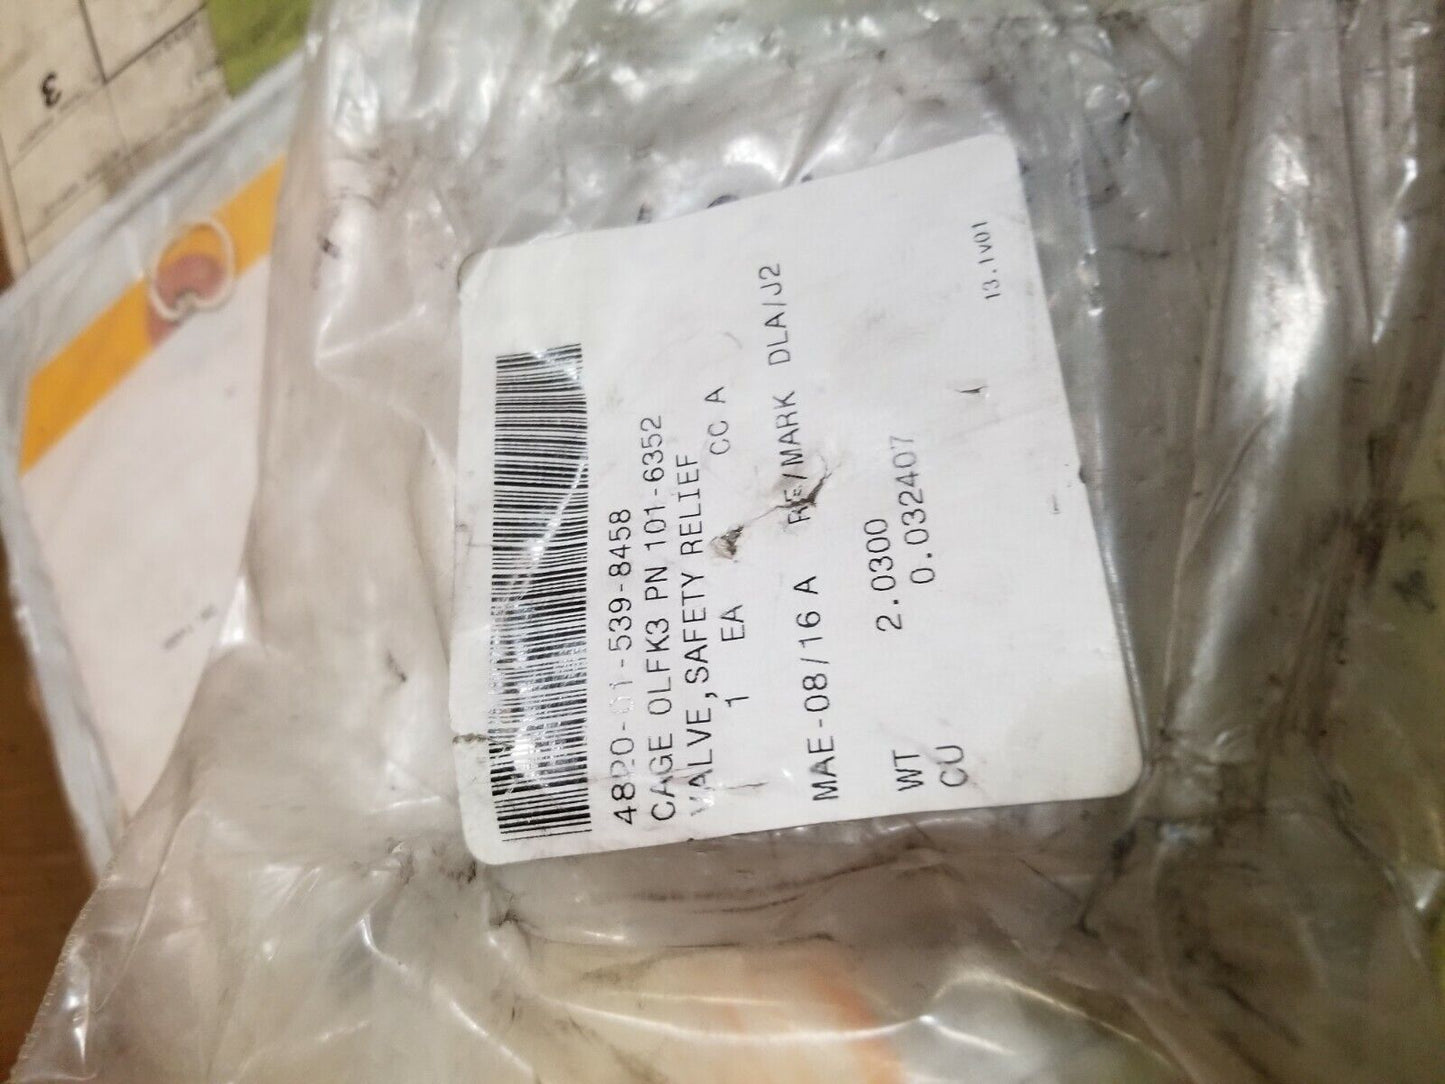 4820-01-539-8458
CAGE 0LFK3 PN 101-6352
VALVE,SAFETY RELIEF
1 EA CC A
MAE-08/16 A RE/MARK DLA/J2
WT 2.0300
CU 0.032407
13.1V01
3